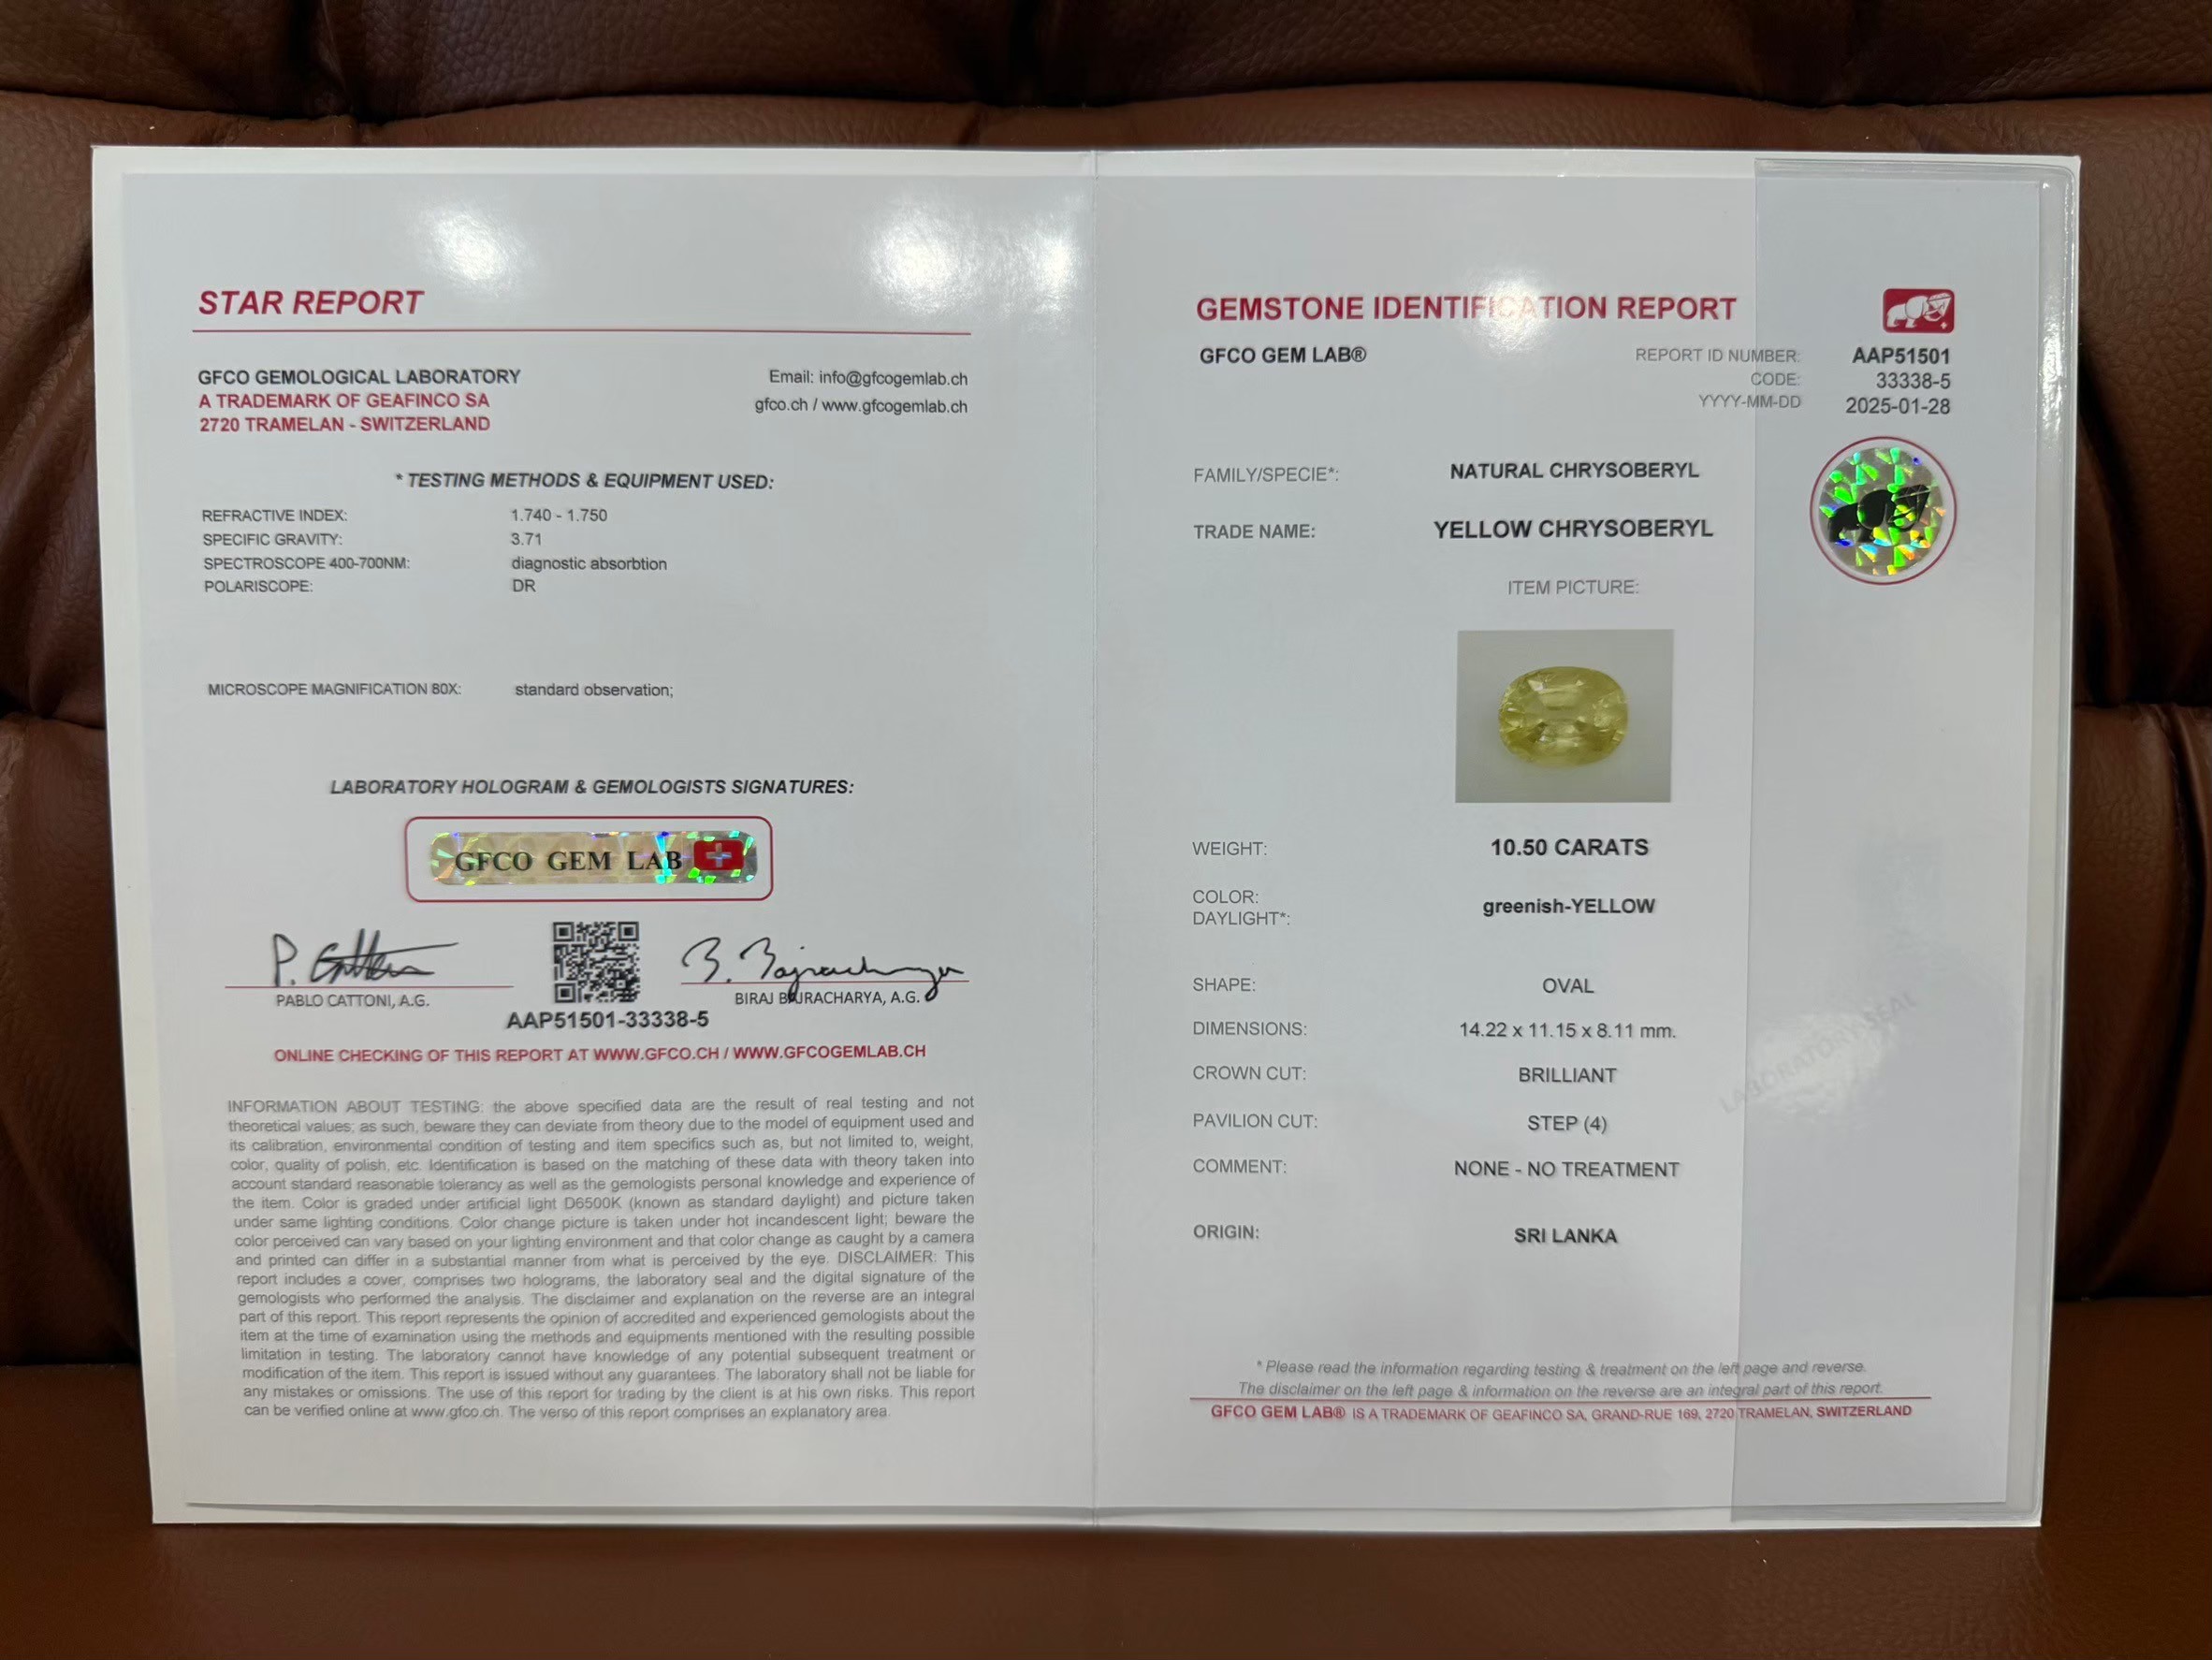 STAR REPORT
GFCO GEMOLOGICAL LABORATORY
A TRADEMARK OF GEAFINCO SA
2720 TRAMELAN - SWITZERLAND
Email: info@gfcogemlab.ch
gfco.ch / www.gfcogemlab.ch
* TESTING METHODS & EQUIPMENT USED:
REFRACTIVE INDEX: 1.740 - 1.750
SPECIFIC GRAVITY: 3.71
SPECTROSCOPE 400-700NM: diagnostic absorbtion
POLARISCOPE: DR
MICROSCOPE MAGNIFICATION 80X: standard observation;
LABORATORY HOLOGRAM & GEMOLOGISTS SIGNATURES:
GFCO GEM LAB
P. Cattoni B. Bajracharya
PABLO CATTONI, A.G. BIRAJ BAJRACHARYA, A.G.
AAP51501-33338-5
ONLINE CHECKING OF THIS REPORT AT WWW.GFCO.CH / WWW.GFCOGEMLAB.CH
INFORMATION ABOUT TESTING: the above specified data are the result of real testing and not
theoretical values; as such, beware they can deviate from theory due to the model of equipment used and
its calibration, environmental condition of testing and item specifics such as, but not limited to, weight,
color, quality of polish, etc. Identification is based on the matching of these data with theory taken into
account standard reasonable tolerancy as well as the gemologists personal knowledge and experience of
the item. Color is graded under artificial light D6500K (known as standard daylight) and picture taken
under same lighting conditions. Color change picture is taken under hot incandescent light; beware the
color perceived can vary based on your lighting environment and that color change as caught by a camera
and printed can differ in a substantial manner from what is perceived by the eye. DISCLAIMER: This
report includes a cover, comprises two holograms, the laboratory seal and the digital signature of the
gemologists who performed the analysis. The disclaimer and explanation on the reverse are an integral
part of this report. This report represents the opinion of accredited and experienced gemologists about the
item at the time of examination using the methods and equipments mentioned with the resulting possible
limitation in testing. The laboratory cannot have knowledge of any potential subsequent treatment or
modification of the item. This report is issued without any guarantees. The laboratory shall not be liable for
any mistakes or omissions. The use of this report for trading by the client is at his own risks. This report
can be verified online at www.gfco.ch. The verso of this report comprises an explanatory area.
GEMSTONE IDENTIFICATION REPORT
GFCO GEM LAB®
REPORT ID NUMBER: AAP51501
CODE: 33338-5
YYYY-MM-DD 2025-01-28
FAMILY/SPECIE*: NATURAL CHRYSOBERYL
TRADE NAME: YELLOW CHRYSOBERYL
ITEM PICTURE:
WEIGHT: 10.50 CARATS
COLOR:
DAYLIGHT*: greenish-YELLOW
SHAPE: OVAL
DIMENSIONS: 14.22 x 11.15 x 8.11 mm.
CROWN CUT: BRILLIANT
PAVILION CUT: STEP (4)
LABORATORY SEAL
COMMENT: NONE - NO TREATMENT
ORIGIN: SRI LANKA
* Please read the information regarding testing & treatment on the left page and reverse.
The disclaimer on the left page & information on the reverse are an integral part of this report.
GFCO GEM LAB® IS A TRADEMARK OF GEAFINCO SA, GRAND-RUE 169, 2720 TRAMELAN, SWITZERLAND